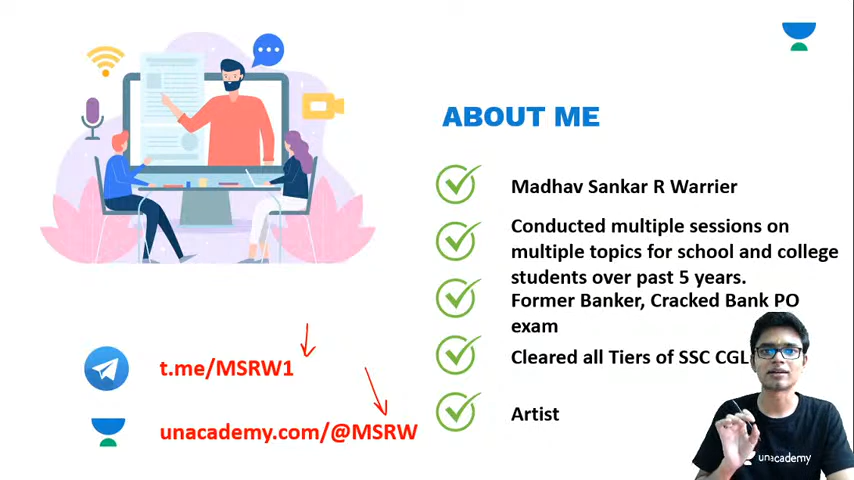 ABOUT ME
Madhav Sankar R Warrier
Conducted multiple sessions on
multiple topics for school and college
students over past 5 years.
Former Banker, Cracked Bank PO
exam
Cleared all Tiers of SSC CGL
Artist
t.me/MSRW1
unacademy.com/@MSRW
unacademy